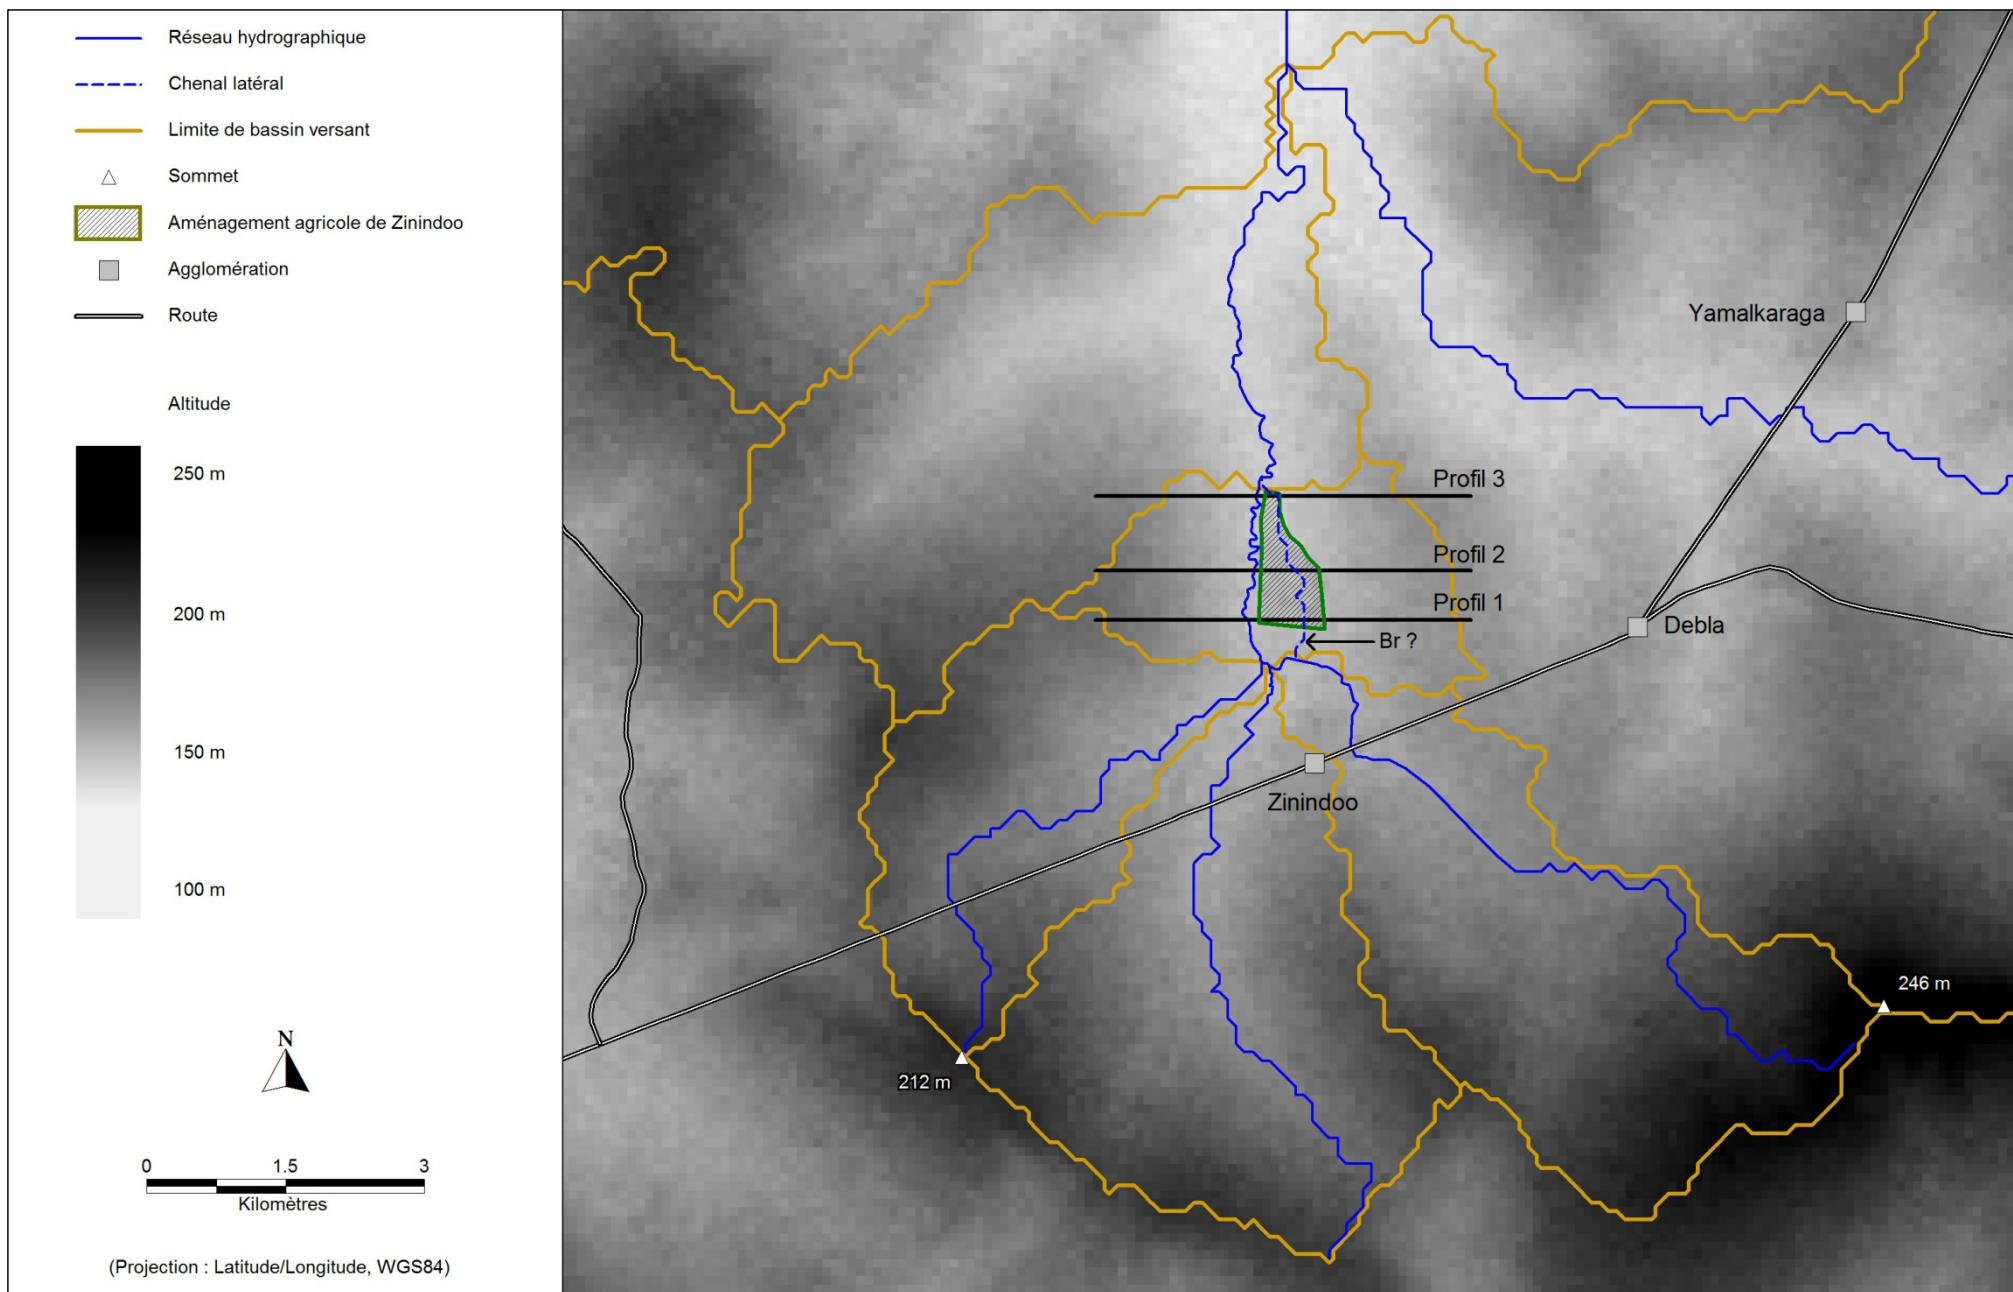 Réseau hydrographique
Chenal latéral
Limite de bassin versant
Sommet
Aménagement agricole de Zinindoo
Agglomération
Route
Altitude
250 m
200 m
150 m
100 m
N
0 1.5 3
Kilomètres
(Projection : Latitude/Longitude, WGS84)
Yamalkaraga
Profil 3
Profil 2
Profil 1
Debla
Br ?
Zinindoo
246 m
212 m